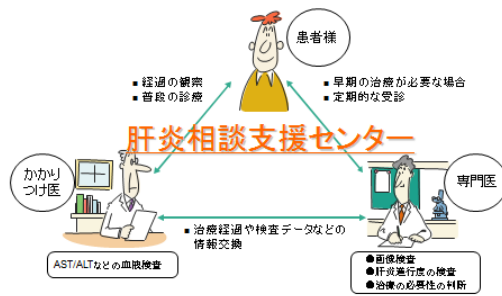 患者様
■ 経過の観察
■ 普段の診療
■ 早期の治療が必要な場合
■ 定期的な受診
肝炎相談支援センター
かかり
つけ医
専門医
■ 治療経過や検査データなどの
情報交換
AST/ALTなどの血液検査
●画像検査
●肝炎進行度の検査
●治療の必要性の判断